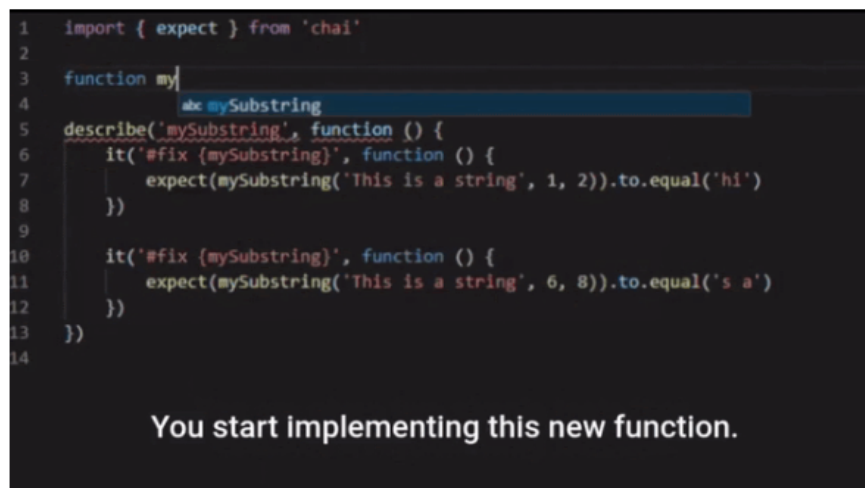 1 import { expect } from 'chai'
2
3 function my
4 abc mySubstring
5 describe('mySubstring', function () {
6 it('#fix {mySubstring}', function () {
7 expect(mySubstring('This is a string', 1, 2)).to.equal('hi')
8 })
9
10 it('#fix {mySubstring}', function () {
11 expect(mySubstring('This is a string', 6, 8)).to.equal('s a')
12 })
13 })
14
You start implementing this new function.